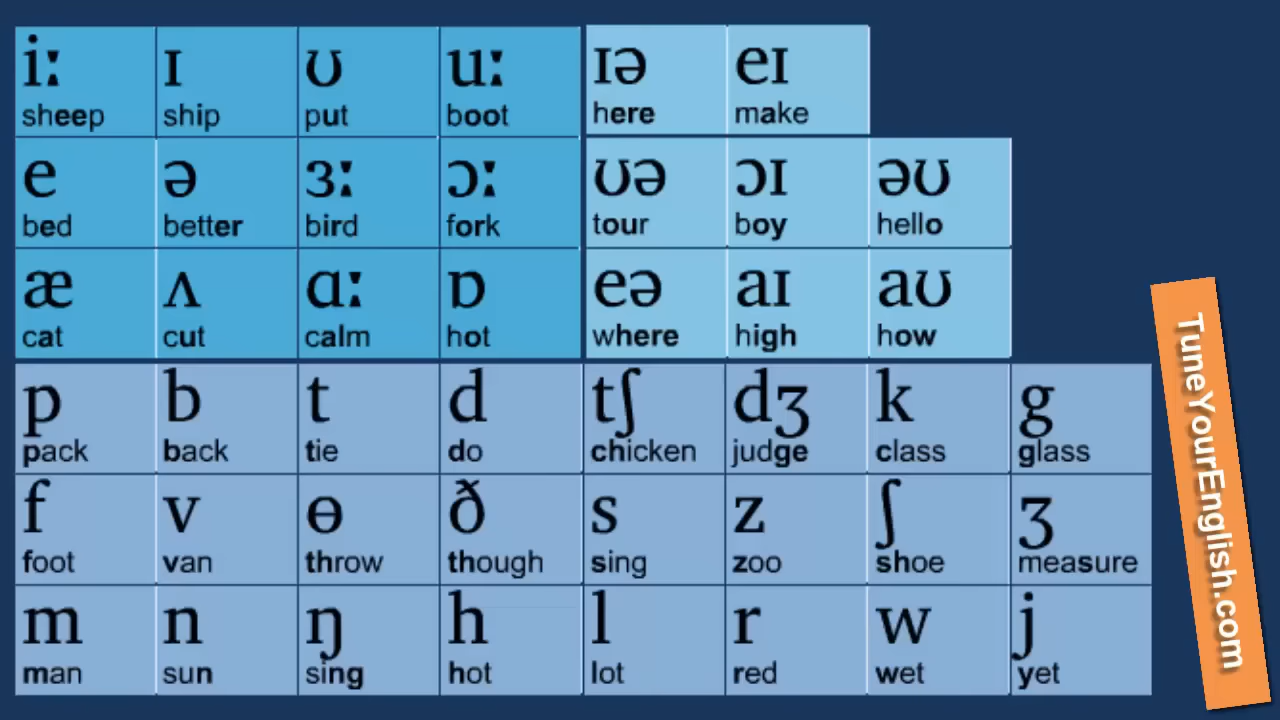 iː ɪ ʊ uː ɪə eɪ
sheep ship put boot here make
e ə ɜː ɔː ʊə ɔɪ əʊ
bed better bird fork tour boy hello
æ ʌ ɑː ɒ eə aɪ aʊ
cat cut calm hot where high how
p b t d tʃ dʒ k g
pack back tie do chicken judge class glass
f v ɵ ð s z ʃ ʒ
foot van throw though sing zoo shoe measure
m n ŋ h l r w j
man sun sing hot lot red wet yet
TuneYourEnglish.com